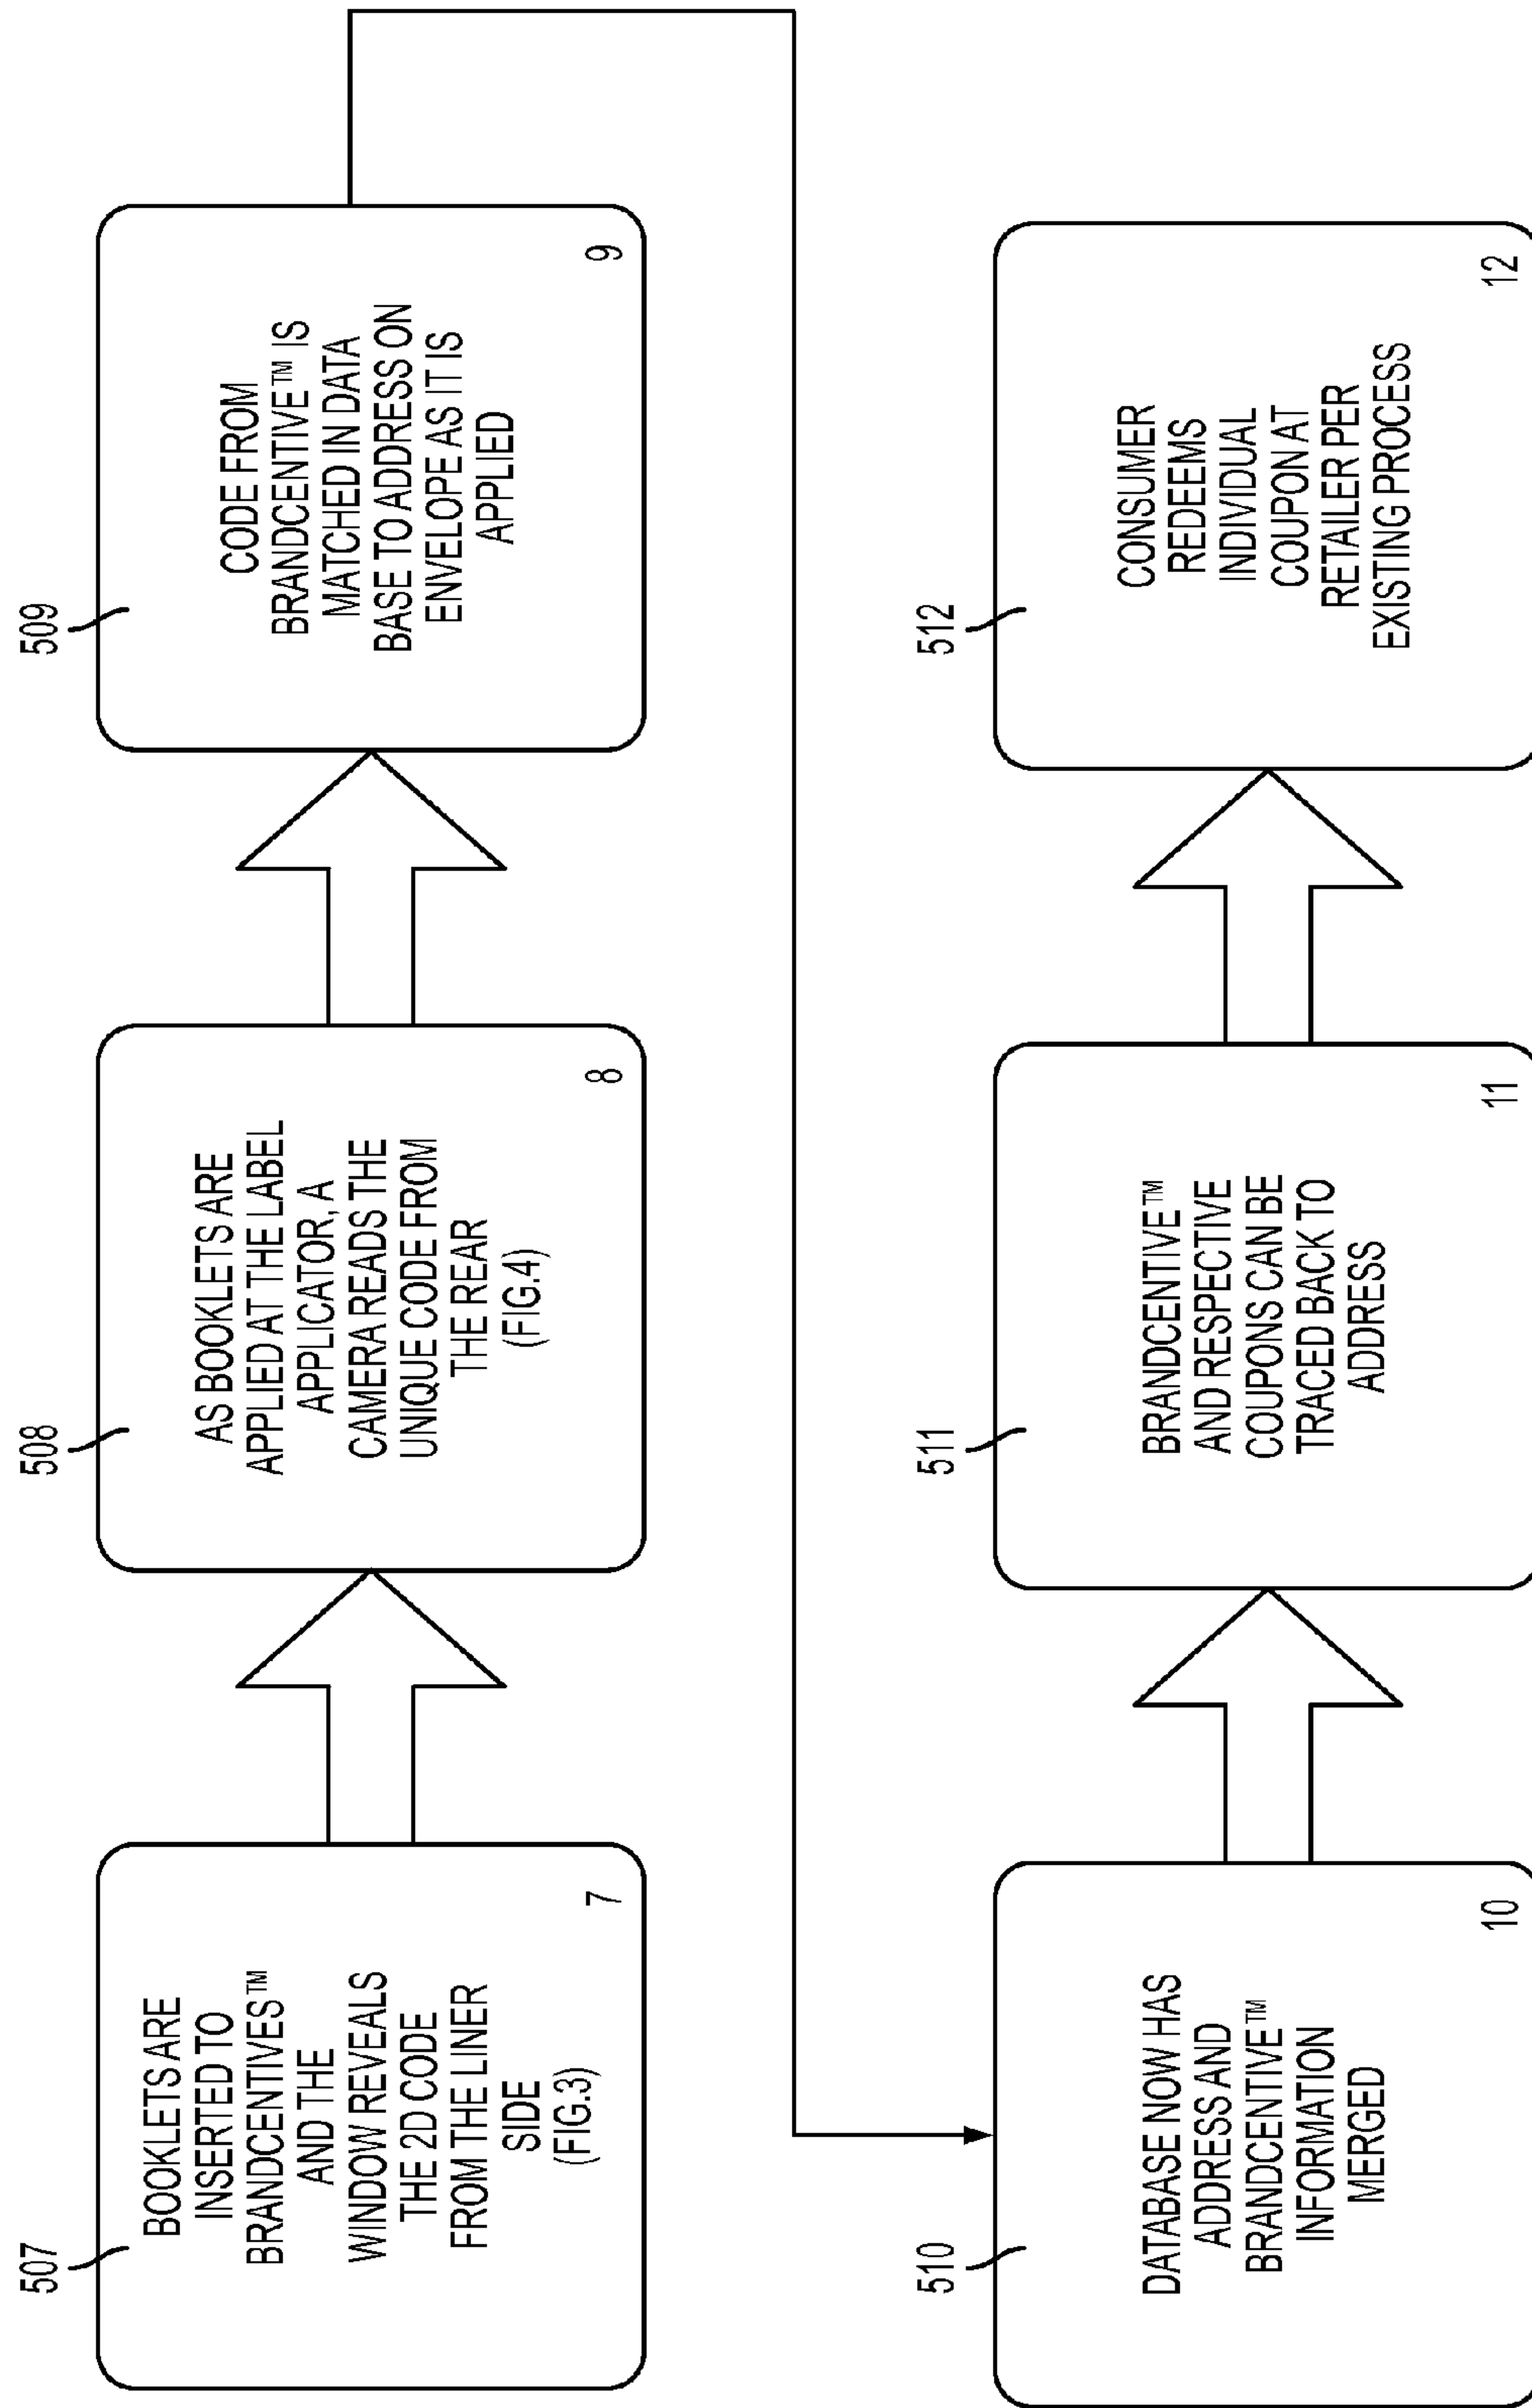 507
BOOKLETS ARE
INSERTED TO
BRANDCENTIVES™
AND THE
WINDOW REVEALS
THE 2D CODE
FROM THE LINER
SIDE
(FIG.3)
7
508
AS BOOKLETS ARE
APPLIED AT THE LABEL
APPLICATOR, A
CAMERA READS THE
UNIQUE CODE FROM
THE REAR
(FIG.4)
8
509
CODE FROM
BRANDCENTIVE™ IS
MATCHED IN DATA
BASE TO ADDRESS ON
ENVELOPE AS IT IS
APPLIED
9
510
DATABASE NOW HAS
ADDRESS AND
BRANDCENTIVE™
INFORMATION
MERGED
10
511
BRANDCENTIVE™
AND RESPECTIVE
COUPONS CAN BE
TRACED BACK TO
ADDRESS
11
512
CONSUMER
REDEEMS
INDIVIDUAL
COUPON AT
RETAILER PER
EXISTING PROCESS
12